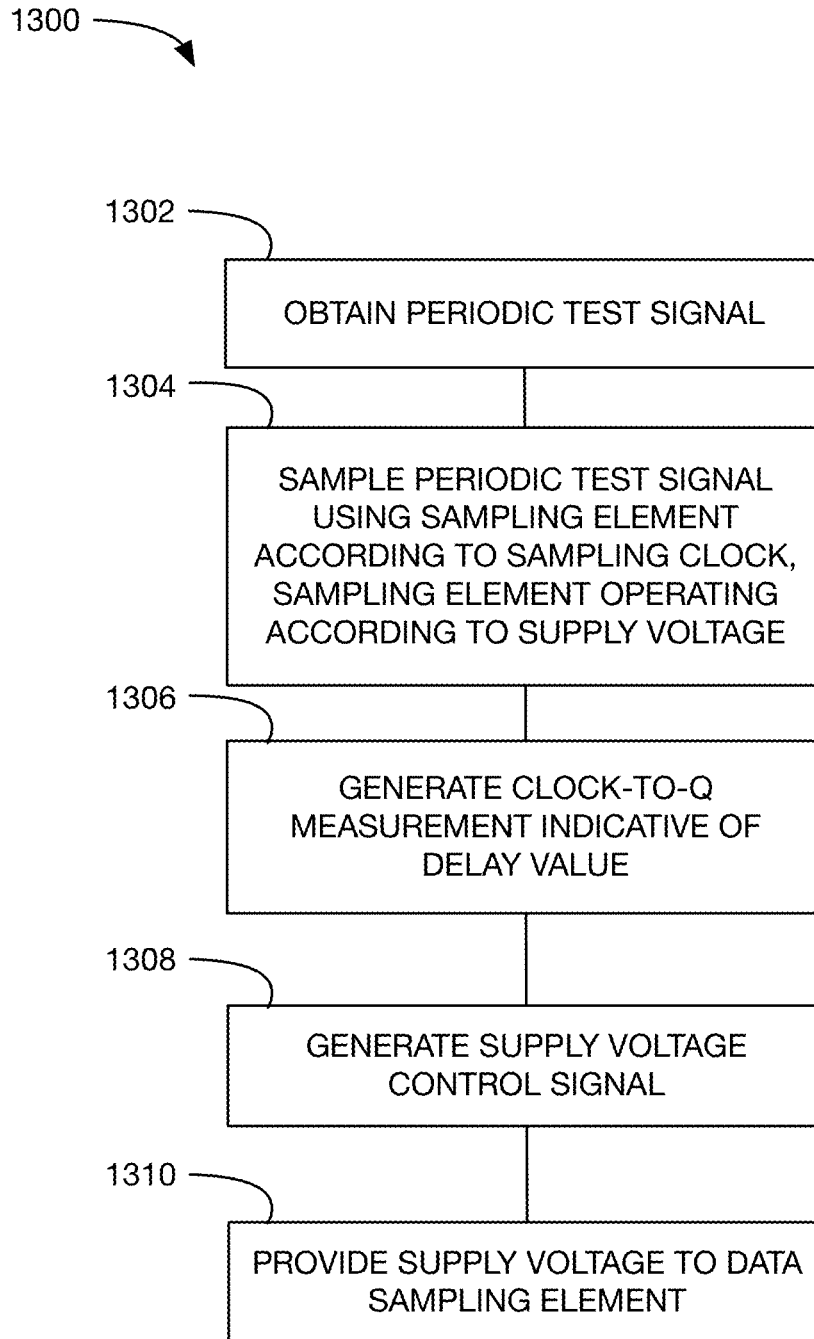 1300
1302
OBTAIN PERIODIC TEST SIGNAL
1304
SAMPLE PERIODIC TEST SIGNAL
USING SAMPLING ELEMENT
ACCORDING TO SAMPLING CLOCK,
SAMPLING ELEMENT OPERATING
ACCORDING TO SUPPLY VOLTAGE
1306
GENERATE CLOCK-TO-Q
MEASUREMENT INDICATIVE OF
DELAY VALUE
1308
GENERATE SUPPLY VOLTAGE
CONTROL SIGNAL
1310
PROVIDE SUPPLY VOLTAGE TO DATA
SAMPLING ELEMENT